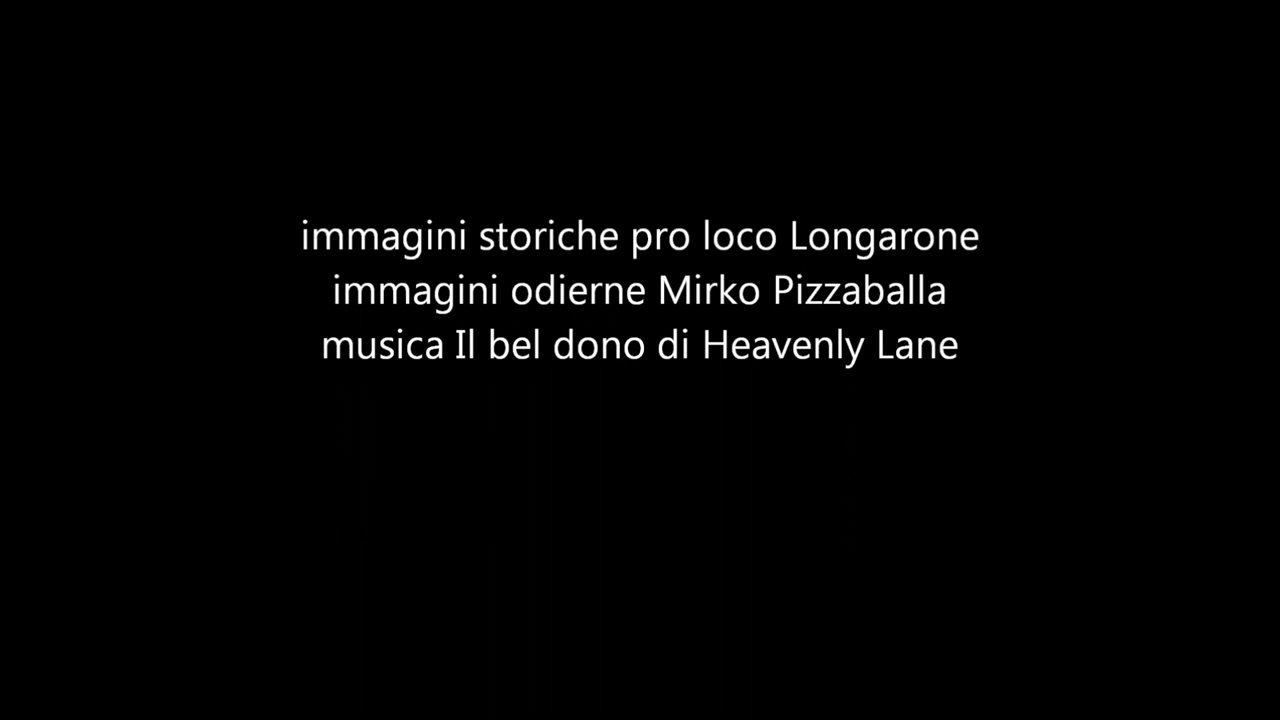 immagini storiche pro loco Longarone
immagini odierne Mirko Pizzaballa
musica Il bel dono di Heavenly Lane